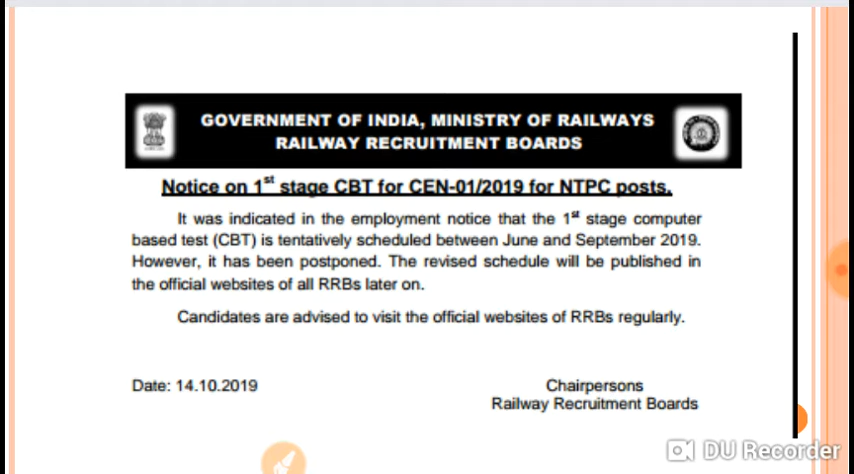 GOVERNMENT OF INDIA, MINISTRY OF RAILWAYS
RAILWAY RECRUITMENT BOARDS
Notice on 1st stage CBT for CEN-01/2019 for NTPC posts.
It was indicated in the employment notice that the 1st stage computer
based test (CBT) is tentatively scheduled between June and September 2019.
However, it has been postponed. The revised schedule will be published in
the official websites of all RRBs later on.
Candidates are advised to visit the official websites of RRBs regularly.
Date: 14.10.2019
Chairpersons
Railway Recruitment Boards
DU Recorder